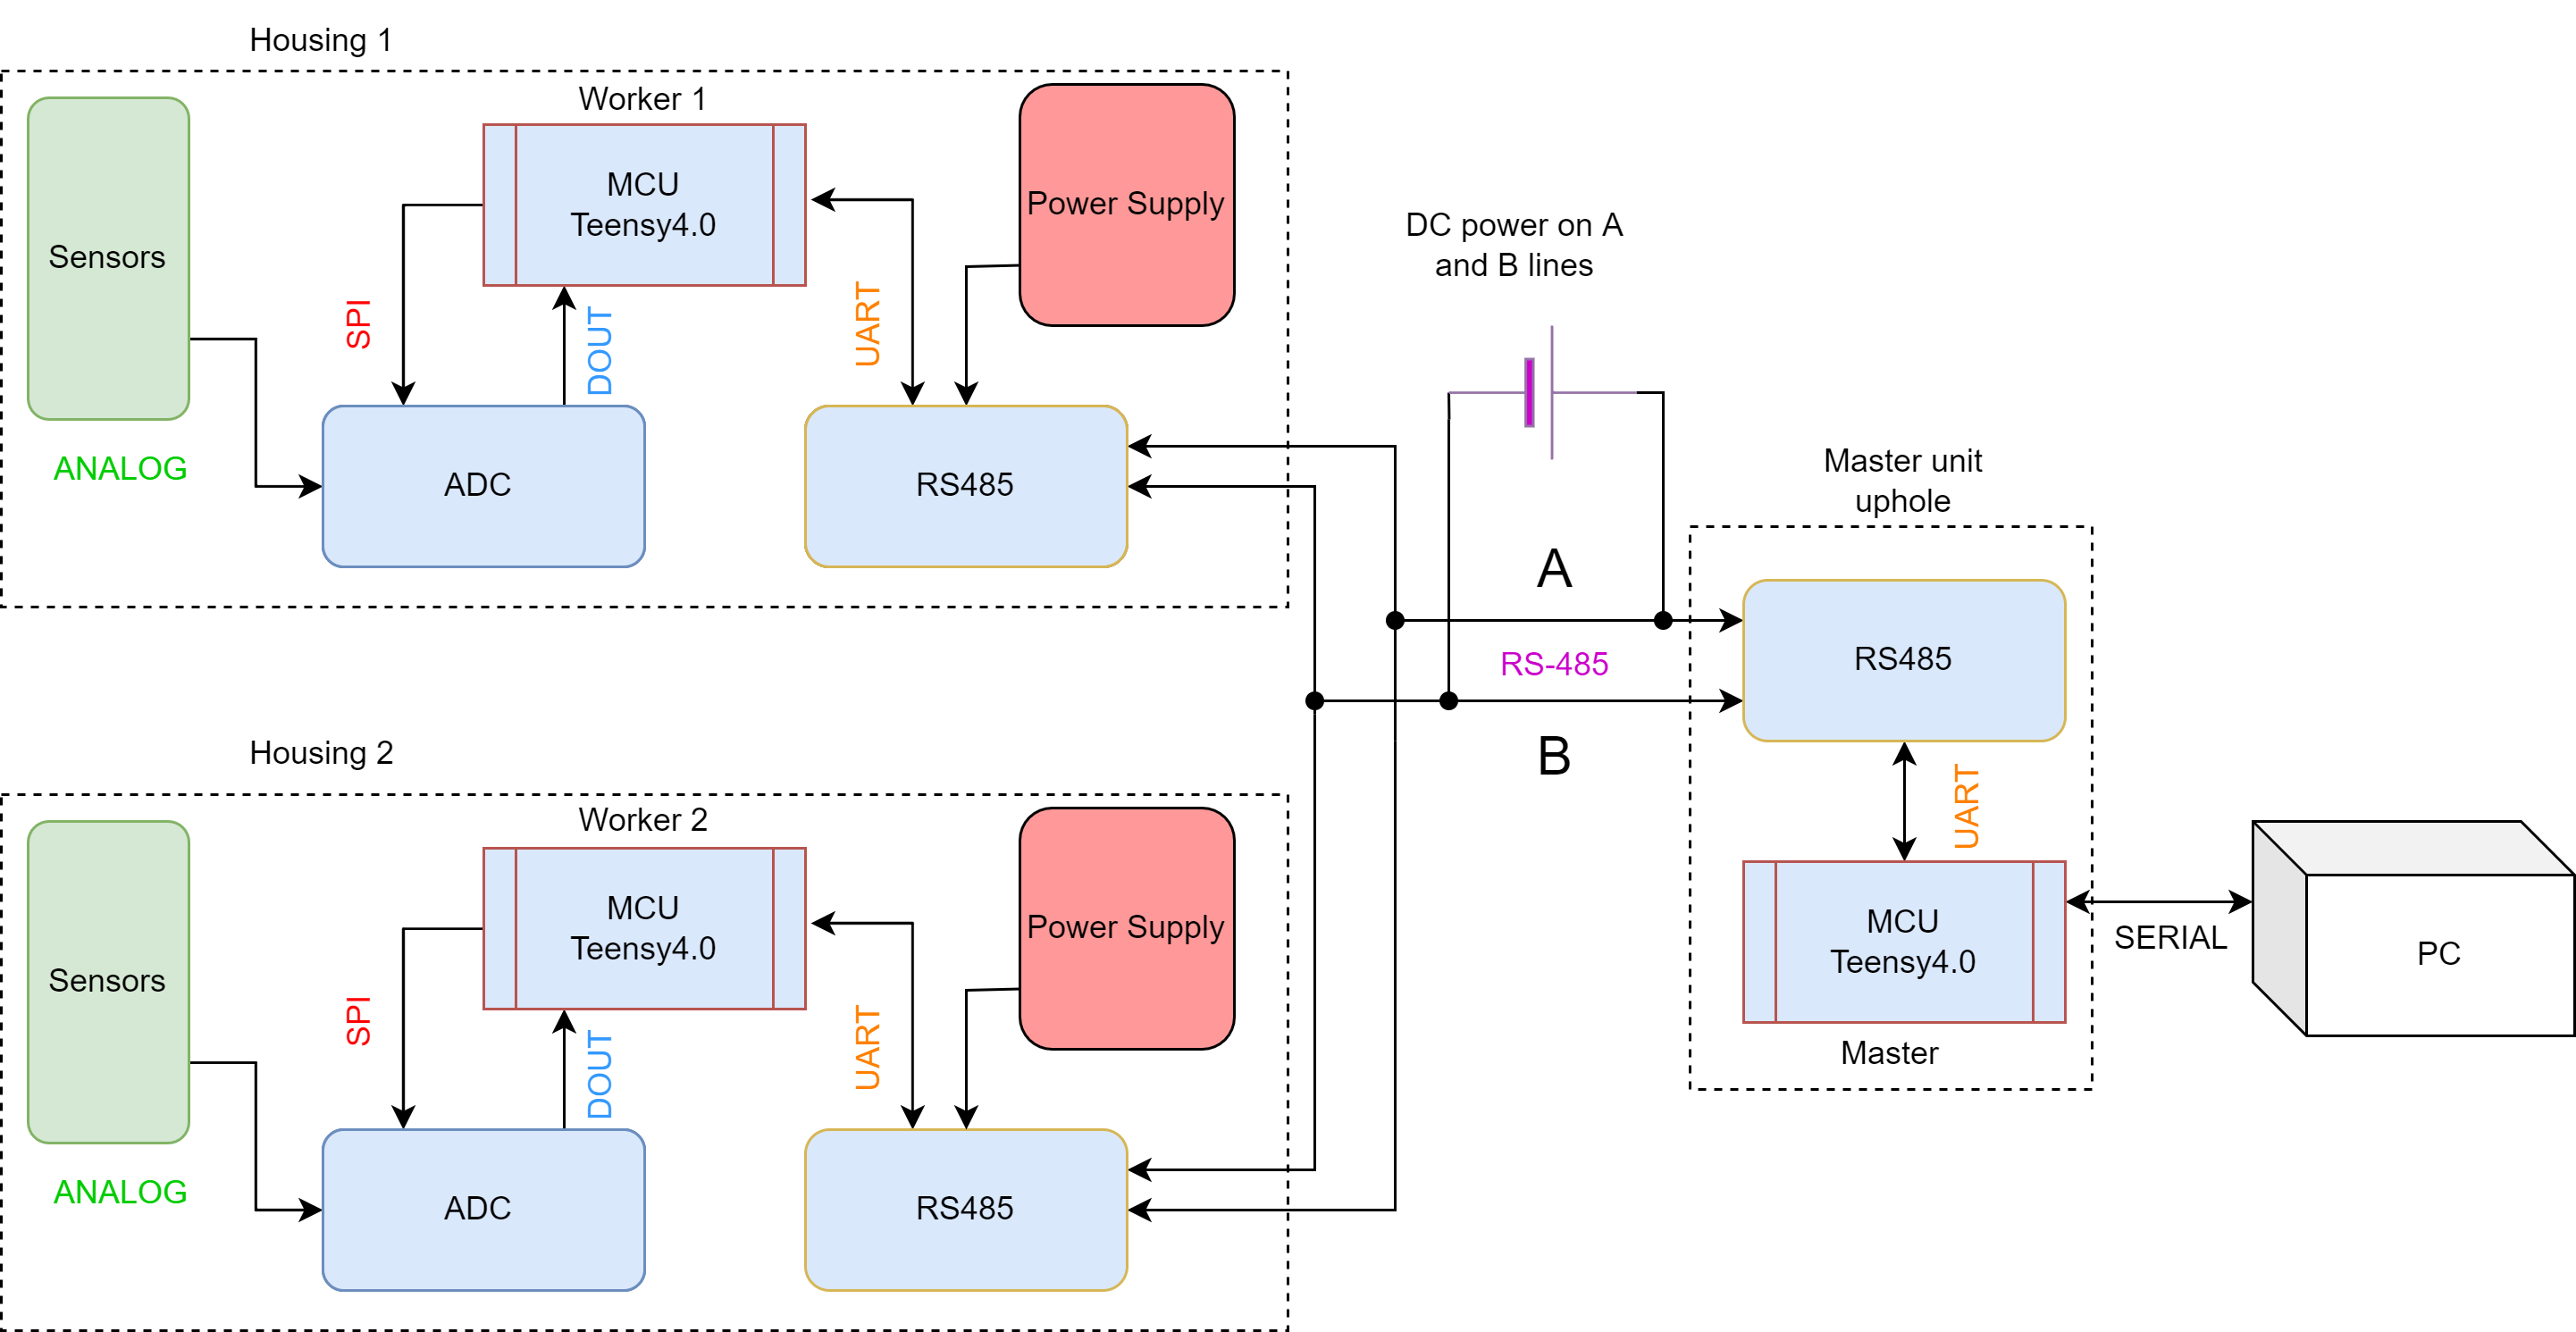 Housing 1
Worker 1
MCU
Teensy4.0
Power Supply
Sensors
SPI
DOUT
UART
ANALOG
ADC
RS485
DC power on A
and B lines
Master unit
uphole
A
RS-485
B
RS485
UART
MCU
Teensy4.0
Master
SERIAL
PC
Housing 2
Worker 2
MCU
Teensy4.0
Power Supply
Sensors
SPI
DOUT
UART
ANALOG
ADC
RS485